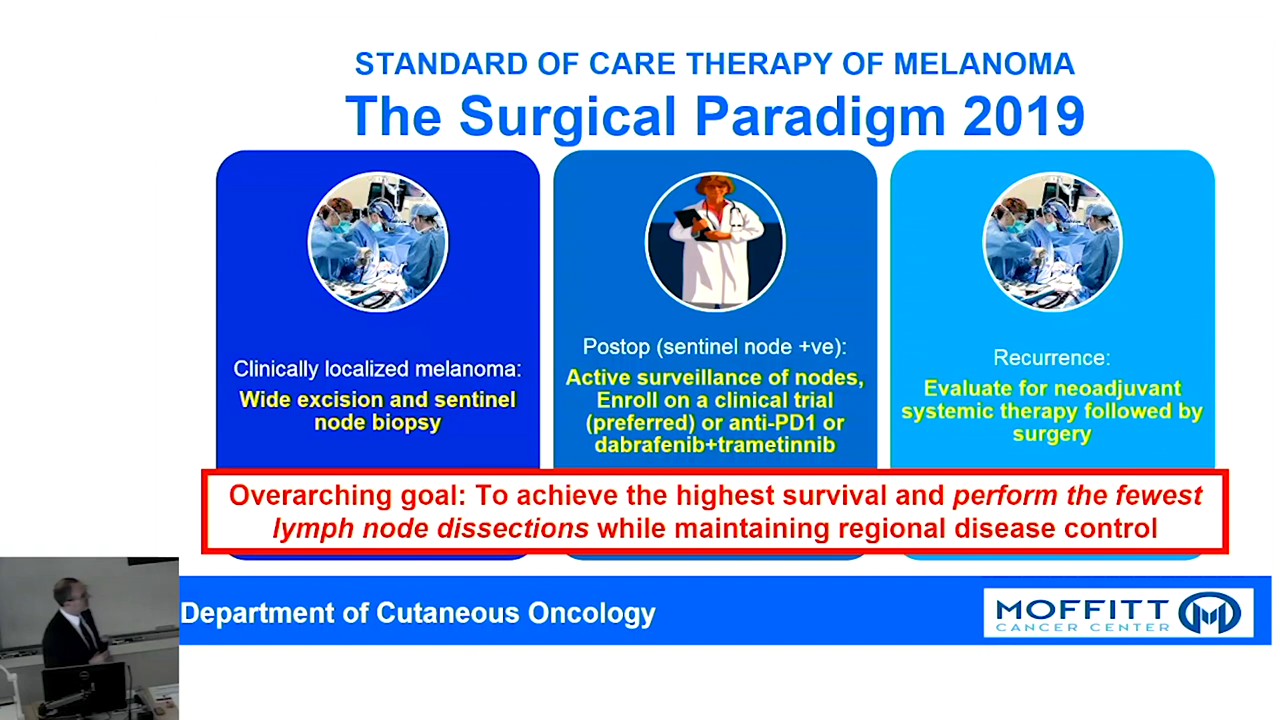 STANDARD OF CARE THERAPY OF MELANOMA
The Surgical Paradigm 2019
Clinically localized melanoma:
Wide excision and sentinel
node biopsy
Postop (sentinel node +ve):
Active surveillance of nodes,
Enroll on a clinical trial
(preferred) or anti-PD1 or
dabrafenib+trametinnib
Recurrence:
Evaluate for neoadjuvant
systemic therapy followed by
surgery
Overarching goal: To achieve the highest survival and perform the fewest
lymph node dissections while maintaining regional disease control
Department of Cutaneous Oncology
MOFFITT
CANCER CENTER